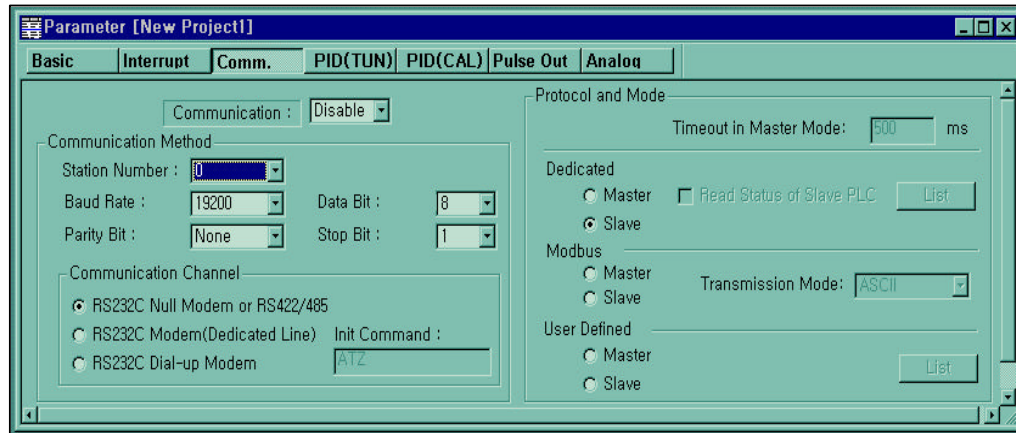 Parameter [New Project1]
Basic Interrupt Comm. PID(TUN) PID(CAL) Pulse Out Analog
Communication : Disable
Communication Method
Station Number : 0
Baud Rate : 19200 Data Bit : 8
Parity Bit : None Stop Bit : 1
Communication Channel
RS232C Null Modem or RS422/485
RS232C Modem(Dedicated Line) Init Command :
RS232C Dial-up Modem ATZ
Protocol and Mode
Timeout in Master Mode: 500 ms
Dedicated
Master Read Status of Slave PLC List
Slave
Modbus
Master
Transmission Mode: ASCII
Slave
User Defined
Master
List
Slave